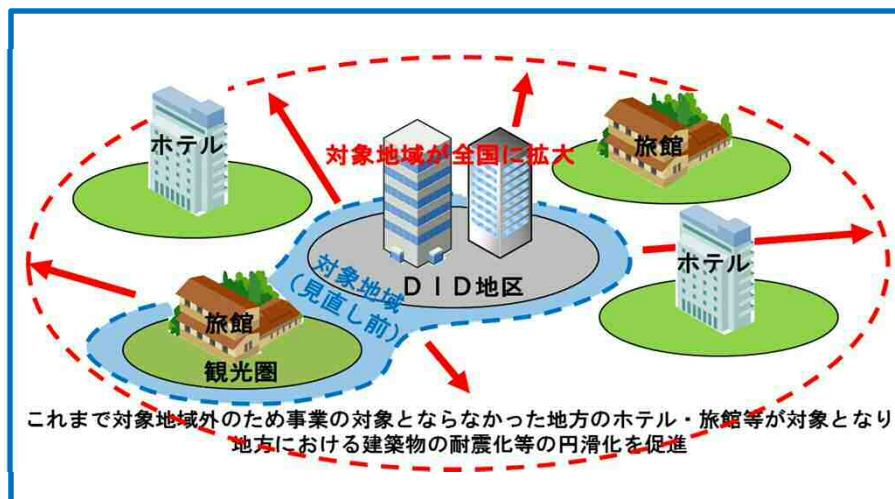 ホテル
旅館
対象地域が全国に拡大
ホテル
DID地区
対象地域
(見直し前)
旅館
観光圏
これまで対象地域外のため事業の対象とならなかった地方のホテル・旅館等が対象となり
地方における建築物の耐震化等の円滑化を促進